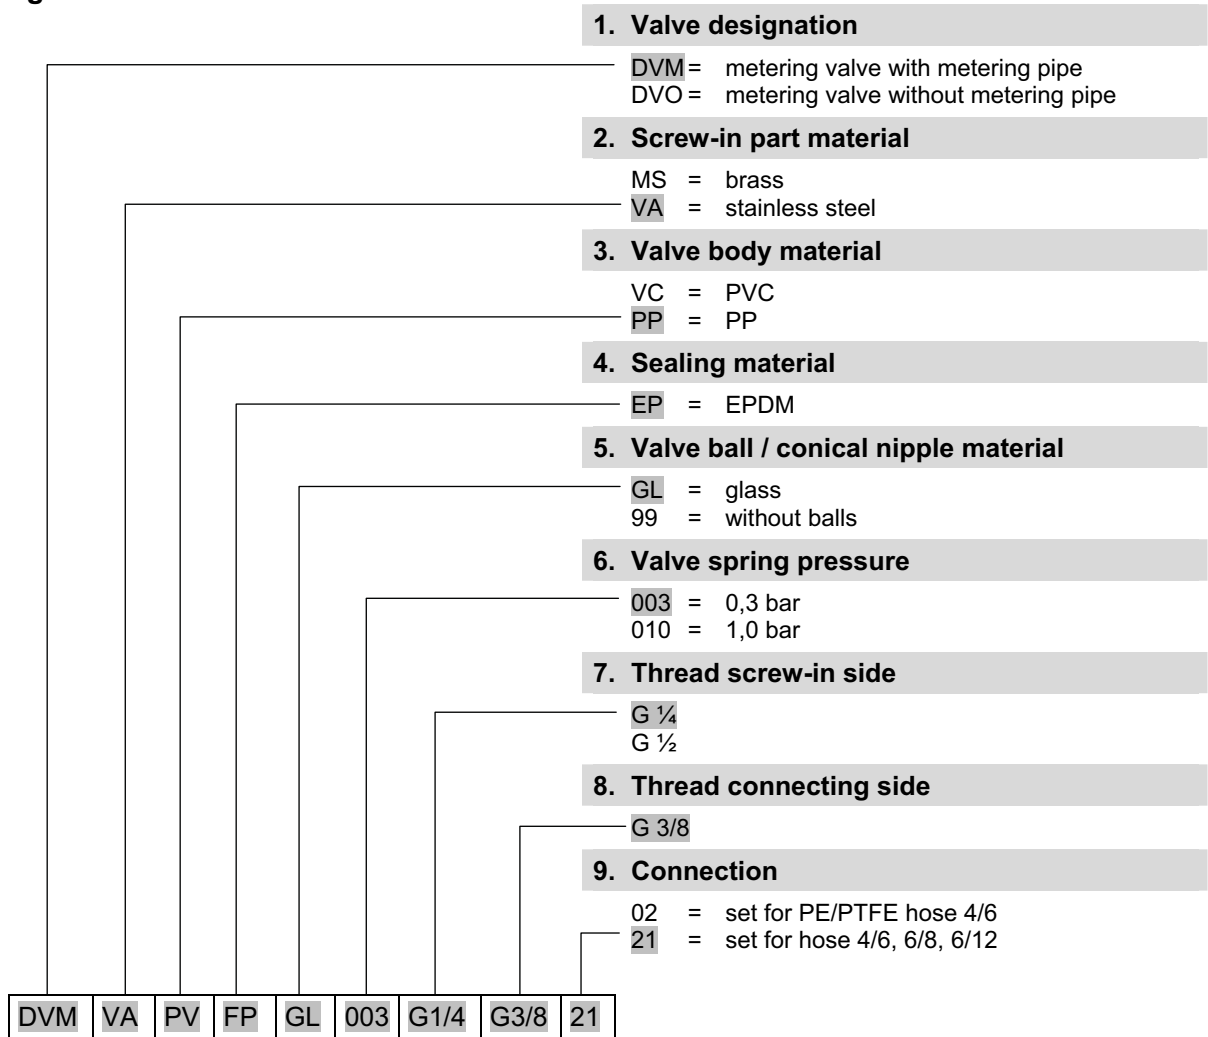 1. Valve designation
DVM = metering valve with metering pipe
DVO = metering valve without metering pipe
2. Screw-in part material
MS = brass
VA = stainless steel
3. Valve body material
VC = PVC
PP = PP
4. Sealing material
EP = EPDM
5. Valve ball / conical nipple material
GL = glass
99 = without balls
6. Valve spring pressure
003 = 0,3 bar
010 = 1,0 bar
7. Thread screw-in side
G ¼
G ½
8. Thread connecting side
G 3/8
9. Connection
02 = set for PE/PTFE hose 4/6
21 = set for hose 4/6, 6/8, 6/12
DVM VA PV FP GL 003 G1/4 G3/8 21